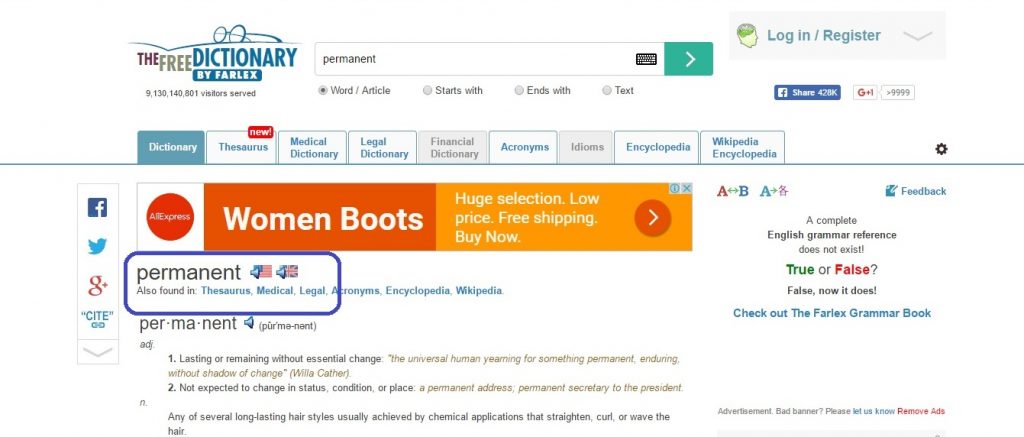 THE FREE DICTIONARY
BY FARLEX
9,130,140,801 visitors served
permanent
Word / Article
Starts with
Ends with
Text
Log in / Register
Share 428K
G+1
>9999
Dictionary
new!
Thesaurus
Medical
Dictionary
Legal
Dictionary
Financial
Dictionary
Acronyms
Idioms
Encyclopedia
Wikipedia
Encyclopedia
“CITE”
AliExpress
Women Boots
Huge selection. Low
price. Free shipping.
Buy Now.
permanent
Also found in: Thesaurus, Medical, Legal, Acronyms, Encyclopedia, Wikipedia.
per·ma·nent (pûr′mə-nənt)
adj.
1. Lasting or remaining without essential change: "the universal human yearning for something permanent, enduring,
without shadow of change" (Willa Cather).
2. Not expected to change in status, condition, or place: a permanent address; permanent secretary to the president.
n.
Any of several long-lasting hair styles usually achieved by chemical applications that straighten, curl, or wave the
hair.
A↔B
A→各
Feedback
A complete
English grammar reference
does not exist!
True or False?
False, now it does!
Check out The Farlex Grammar Book
Advertisement. Bad banner? Please let us know Remove Ads